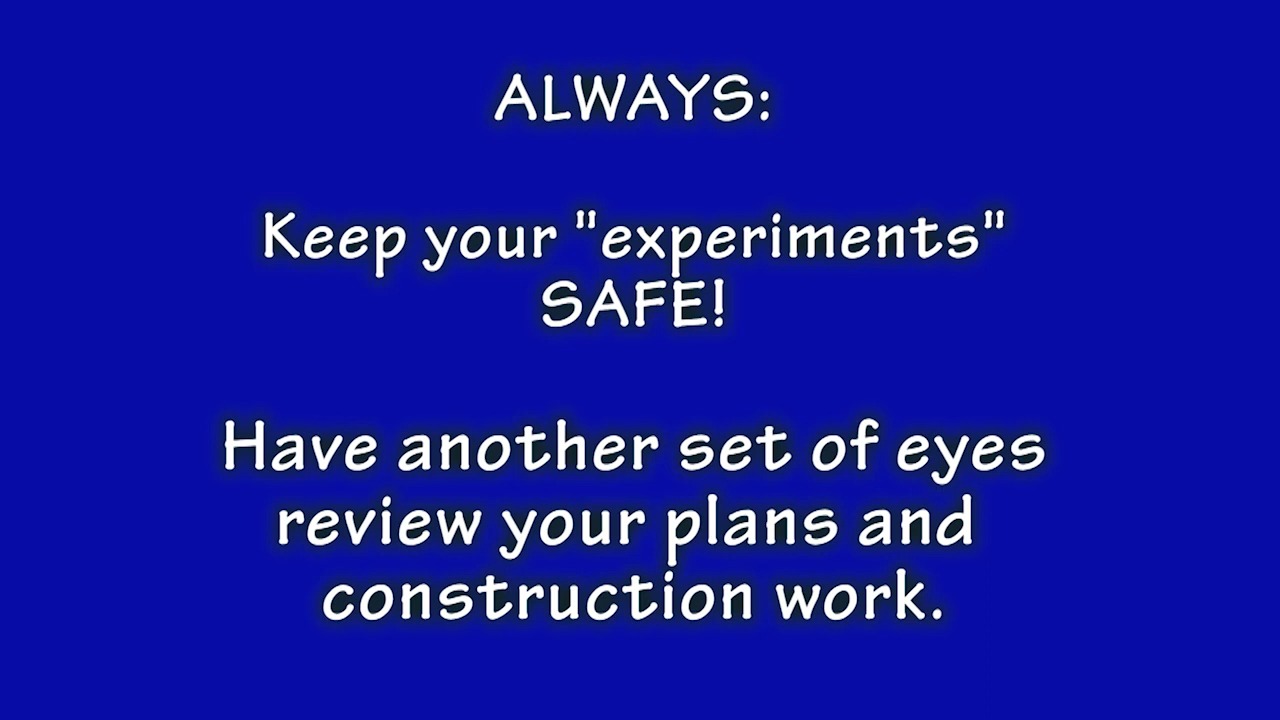 ALWAYS:
Keep your "experiments"
SAFE!
Have another set of eyes
review your plans and
construction work.